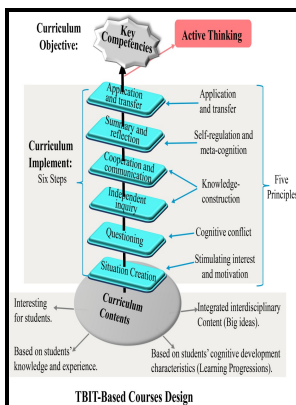 Curriculum
Objective:
Key
Competencies
Active Thinking
Application
and transfer
Application
and transfer
Summary and
reflection
Self-regulation and
meta-cognition
Curriculum
Implement:
Six Steps
Cooperation and
communication
Knowledge-
construction
Five
Principles
Independent
inquiry
Questioning
Cognitive conflict
Situation Creation
Stimulating interest
and motivation
Curriculum
Contents
Interesting
for students.
Integrated interdisciplinary
Content (Big ideas).
Based on students'
knowledge and experience.
Based on students' cognitive development
characteristics (Learning Progressions).
TBIT-Based Courses Design